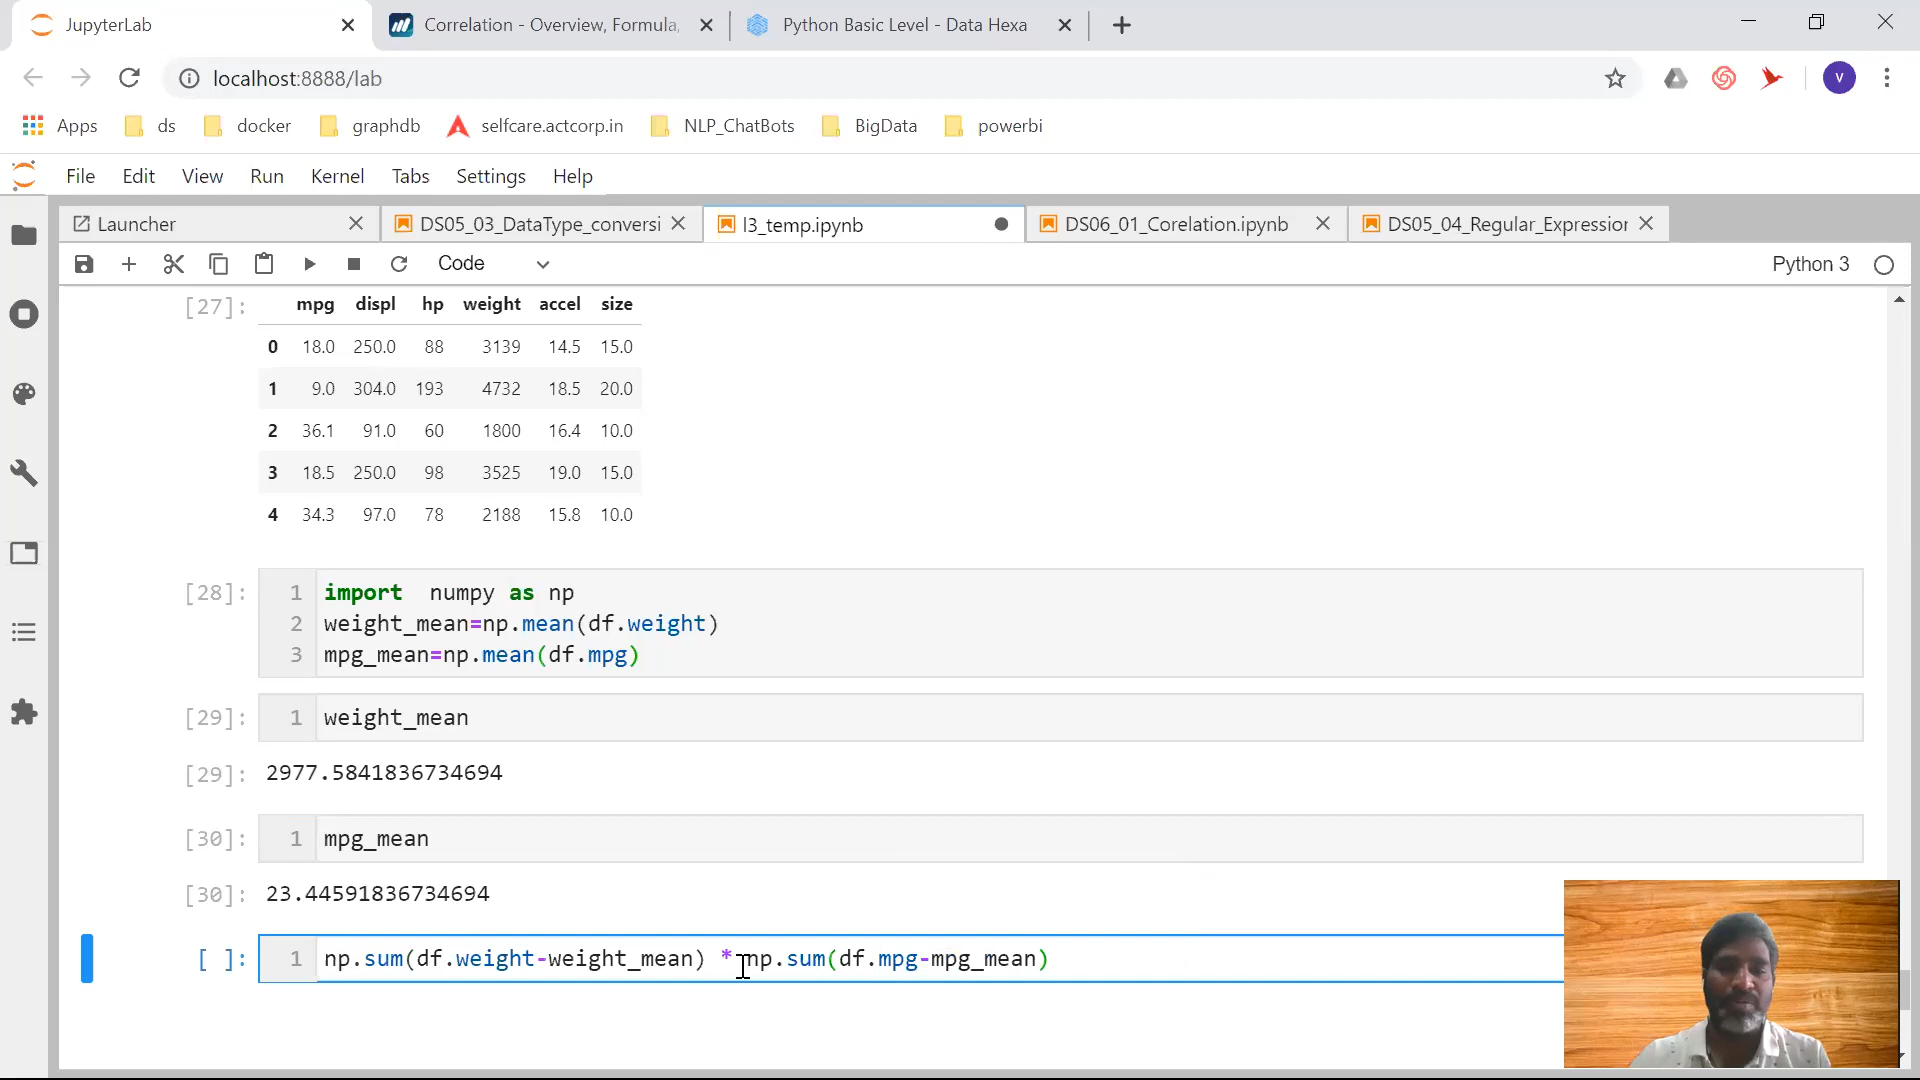 JupyterLab
Correlation - Overview, Formula,
Python Basic Level - Data Hexa
localhost:8888/lab
V
Apps ds docker graphdb selfcare.actcorp.in NLP_ChatBots BigData powerbi
File Edit View Run Kernel Tabs Settings Help
Launcher DS05_03_DataType_conversi l3_temp.ipynb DS06_01_Corelation.ipynb DS05_04_Regular_Expression
Code Python 3
[27]: mpg displ hp weight accel size
0 18.0 250.0 88 3139 14.5 15.0
1 9.0 304.0 193 4732 18.5 20.0
2 36.1 91.0 60 1800 16.4 10.0
3 18.5 250.0 98 3525 19.0 15.0
4 34.3 97.0 78 2188 15.8 10.0
[28]: 1 import  numpy as np
2 weight_mean=np.mean(df.weight)
3 mpg_mean=np.mean(df.mpg)
[29]: 1 weight_mean
[29]: 2977.5841836734694
[30]: 1 mpg_mean
[30]: 23.44591836734694
[ ]: 1 np.sum(df.weight-weight_mean) * np.sum(df.mpg-mpg_mean)